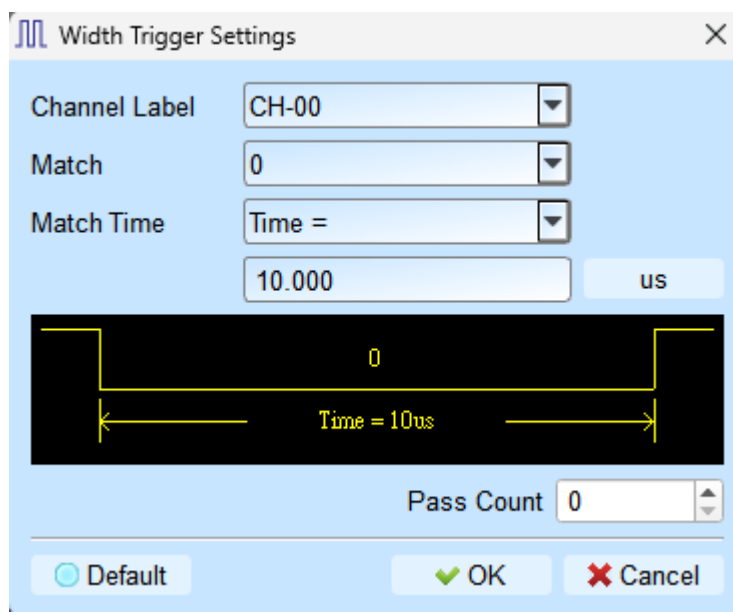 Width Trigger Settings
Channel Label CH-00
Match 0
Match Time Time =
10.000 us
0
Time = 10us
Pass Count 0
Default OK Cancel